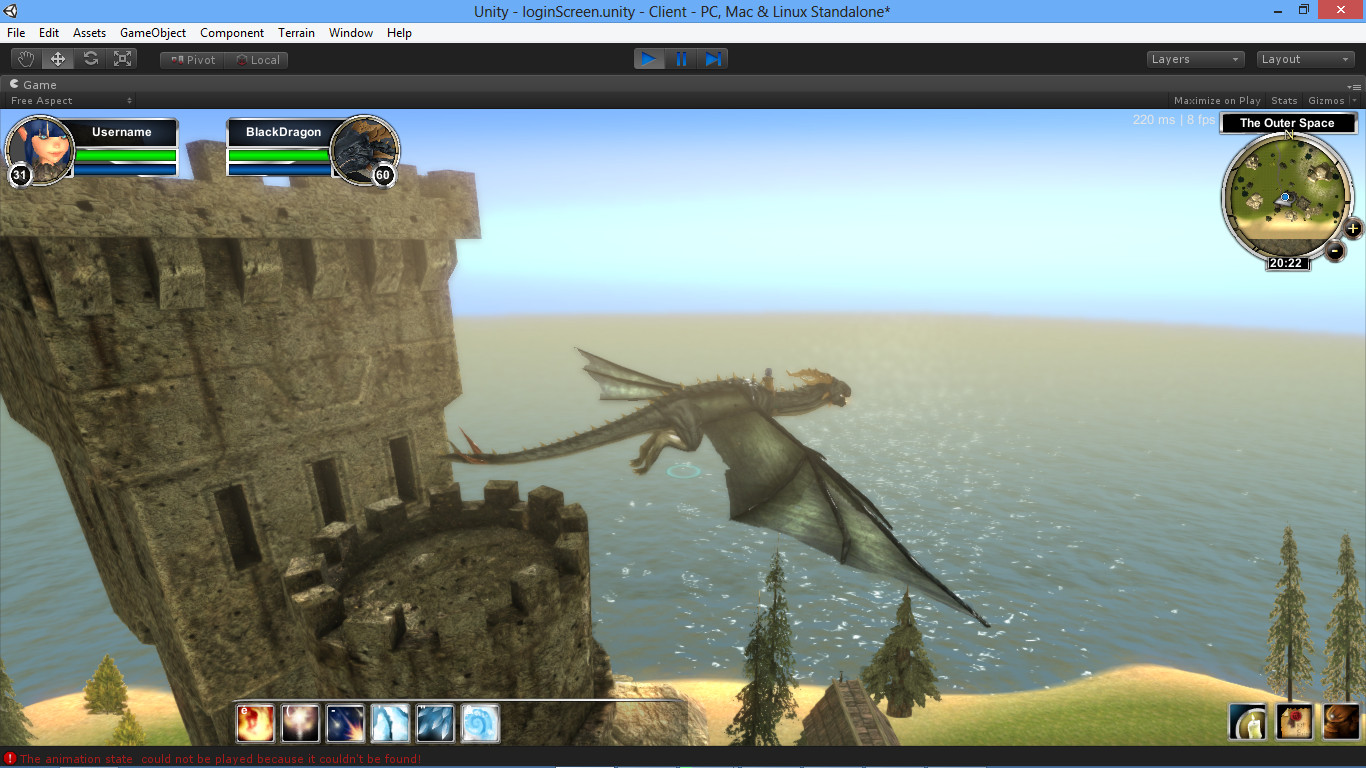 Unity - loginScreen.unity - Client - PC, Mac & Linux Standalone*
File Edit Assets GameObject Component Terrain Window Help
Pivot Local Layers Layout
Game
Free Aspect Maximize on Play Stats Gizmos
220 ms | 8 fps The Outer Space
Username BlackDragon
N
31 60
+
-
20:22
The animation state could not be played because it couldn't be found!